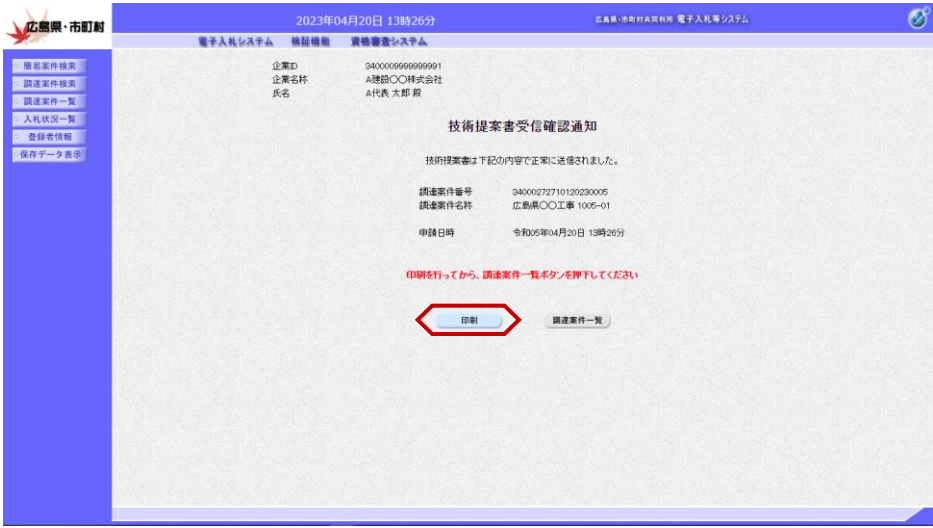 広島県・市町村
2023年04月20日 13時26分
広島県・市町村共同利用 電子入札等システム
電子入札システム 検証機能 資格審査システム
簡易案件検索
調達案件検索
調達案件一覧
入札状況一覧
登録者情報
保存データ表示
企業ID 3400009999999991
企業名称 A建設〇〇株式会社
氏名 A代表 太郎 殿
技術提案書受信確認通知
技術提案書は下記の内容で正常に送信されました。
調達案件番号 34000272710120230005
調達案件名称 広島県〇〇工事 1005-01
申請日時 令和05年04月20日 13時26分
印刷を行ってから、調達案件一覧ボタンを押下してください
印刷
調達案件一覧